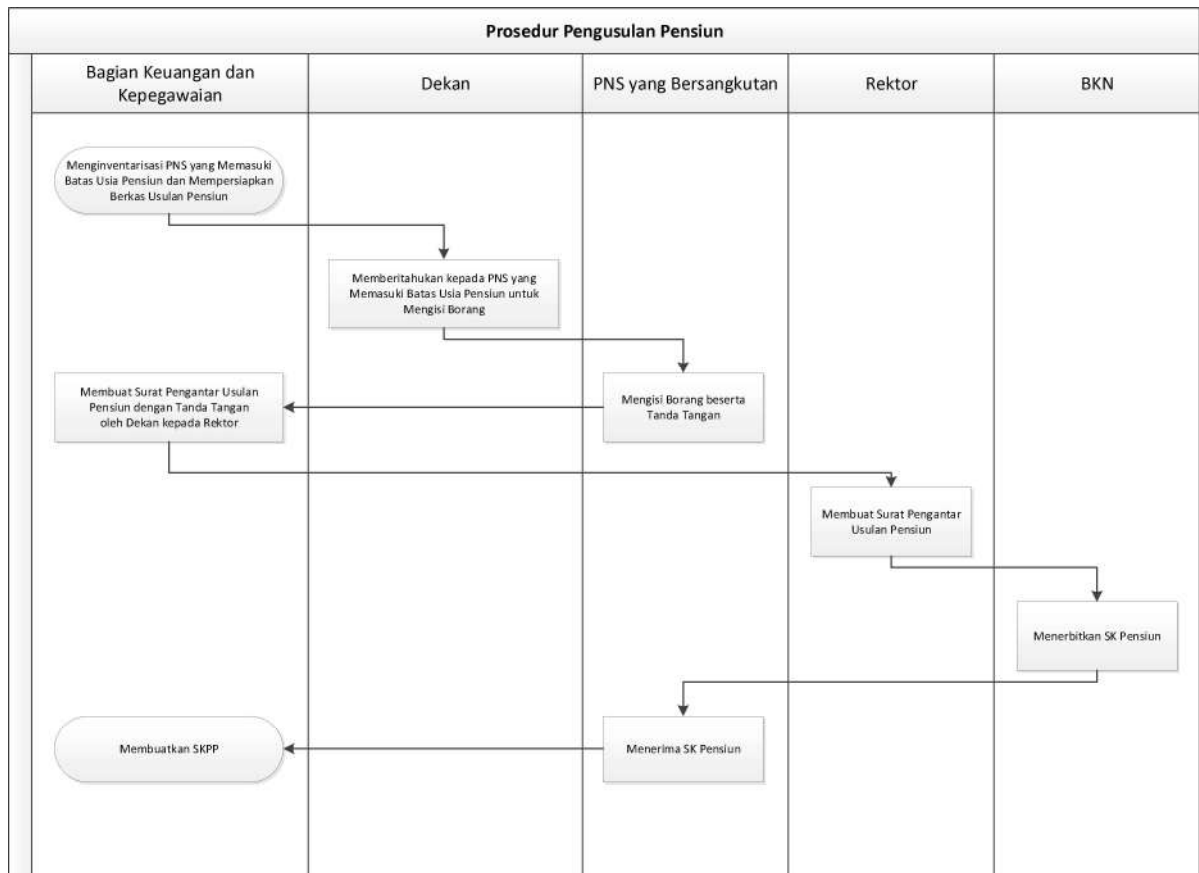 Prosedur Pengusulan Pensiun
Bagian Keuangan dan
Kepegawaian
Dekan
PNS yang Bersangkutan
Rektor
BKN
Menginventarisasi PNS yang Memasuki
Batas Usia Pensiun dan Mempersiapkan
Berkas Usulan Pensiun
Memberitahukan kepada PNS yang
Memasuki Batas Usia Pensiun untuk
Mengisi Borang
Mengisi Borang beserta
Tanda Tangan
Membuat Surat Pengantar Usulan
Pensiun dengan Tanda Tangan
oleh Dekan kepada Rektor
Membuat Surat Pengantar
Usulan Pensiun
Menerbitkan SK Pensiun
Menerima SK Pensiun
Membuatkan SKPP